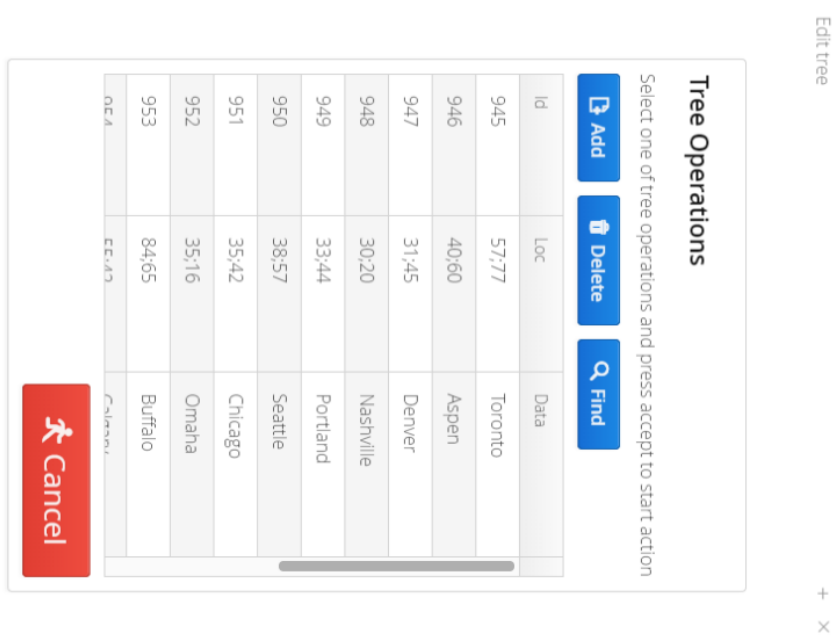 Edit tree + ×
Tree Operations
Select one of tree operations and press accept to start action
Add Delete Find
Id Loc Data
945 57;77 Toronto
946 40;60 Aspen
947 31;45 Denver
948 30;20 Nashville
949 33;44 Portland
950 38;57 Seattle
951 35;42 Chicago
952 35;16 Omaha
953 84;65 Buffalo
Cancel